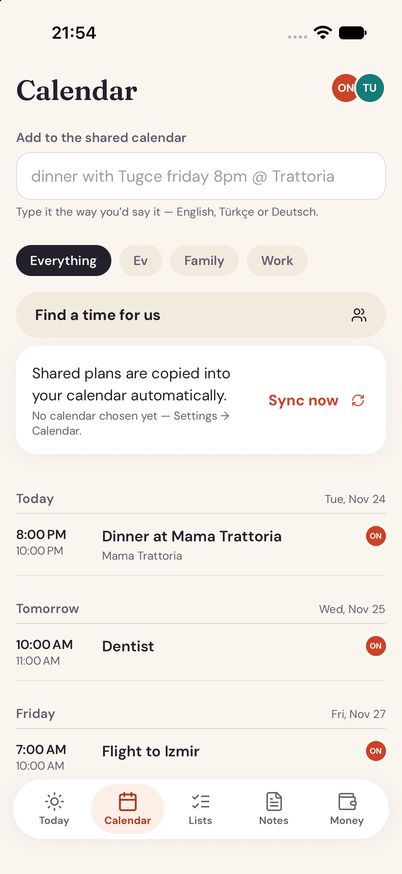 21:54
Calendar
ON
TU
Add to the shared calendar
dinner with Tugce friday 8pm @ Trattoria
Type it the way you'd say it — English, Türkçe or Deutsch.
Everything
Ev
Family
Work
Find a time for us
Shared plans are copied into
your calendar automatically.
No calendar chosen yet — Settings →
Calendar.
Sync now
Today
Tue, Nov 24
8:00 PM
Dinner at Mama Trattoria
ON
10:00 PM
Mama Trattoria
Tomorrow
Wed, Nov 25
10:00 AM
Dentist
ON
11:00 AM
Friday
Fri, Nov 27
7:00 AM
Flight to Izmir
ON
10:00 AM
Today
Calendar
Lists
Notes
Money